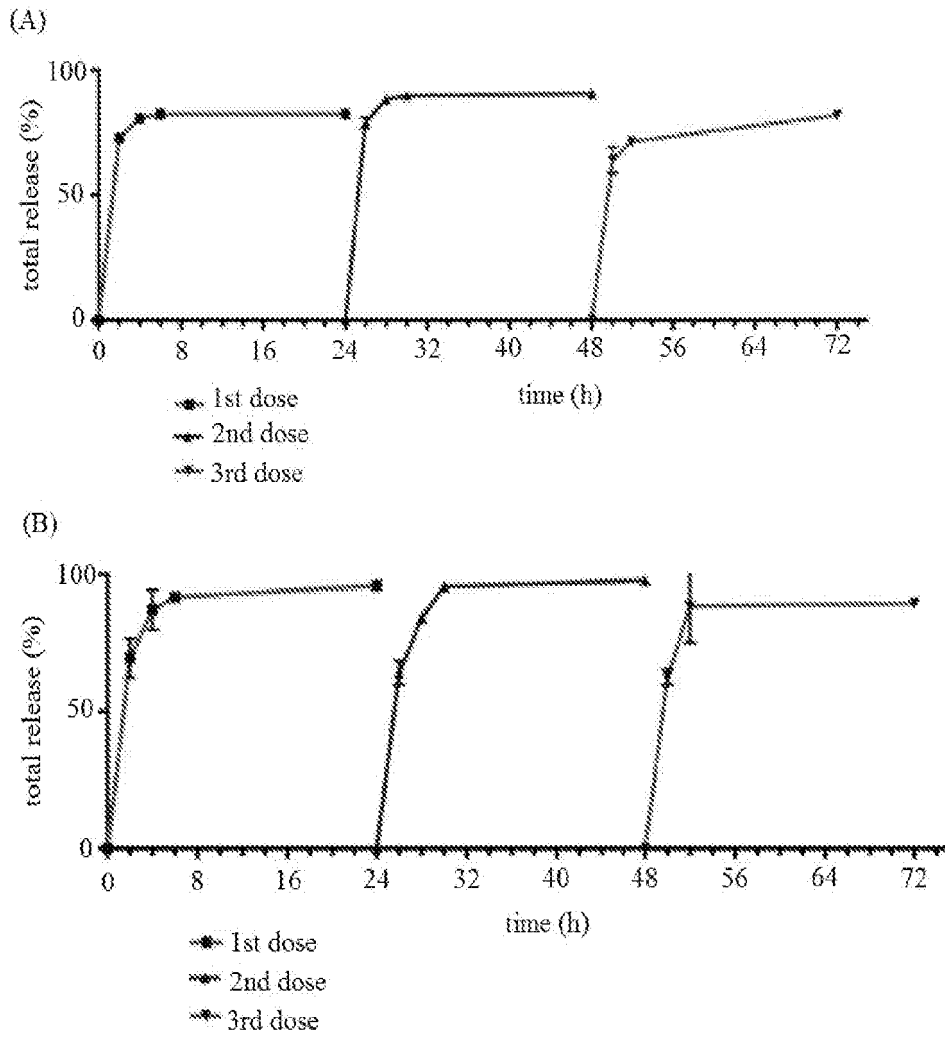 (A)
100
50
0
total release (%)
0 8 16 24 32 40 48 56 64 72
time (h)
1st dose
2nd dose
3rd dose
(B)
100
50
0
total release (%)
0 8 16 24 32 40 48 56 64 72
time (h)
1st dose
2nd dose
3rd dose